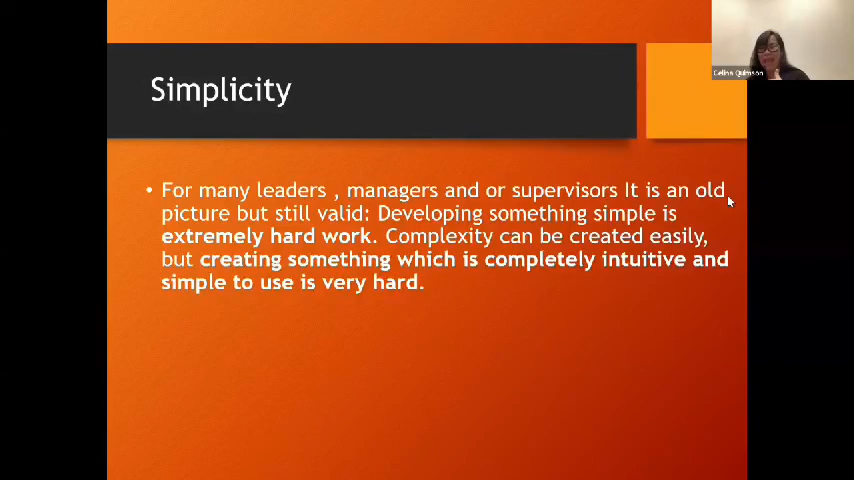 Simplicity
Celina Quimson
• For many leaders , managers and or supervisors It is an old
picture but still valid: Developing something simple is
extremely hard work. Complexity can be created easily,
but creating something which is completely intuitive and
simple to use is very hard.